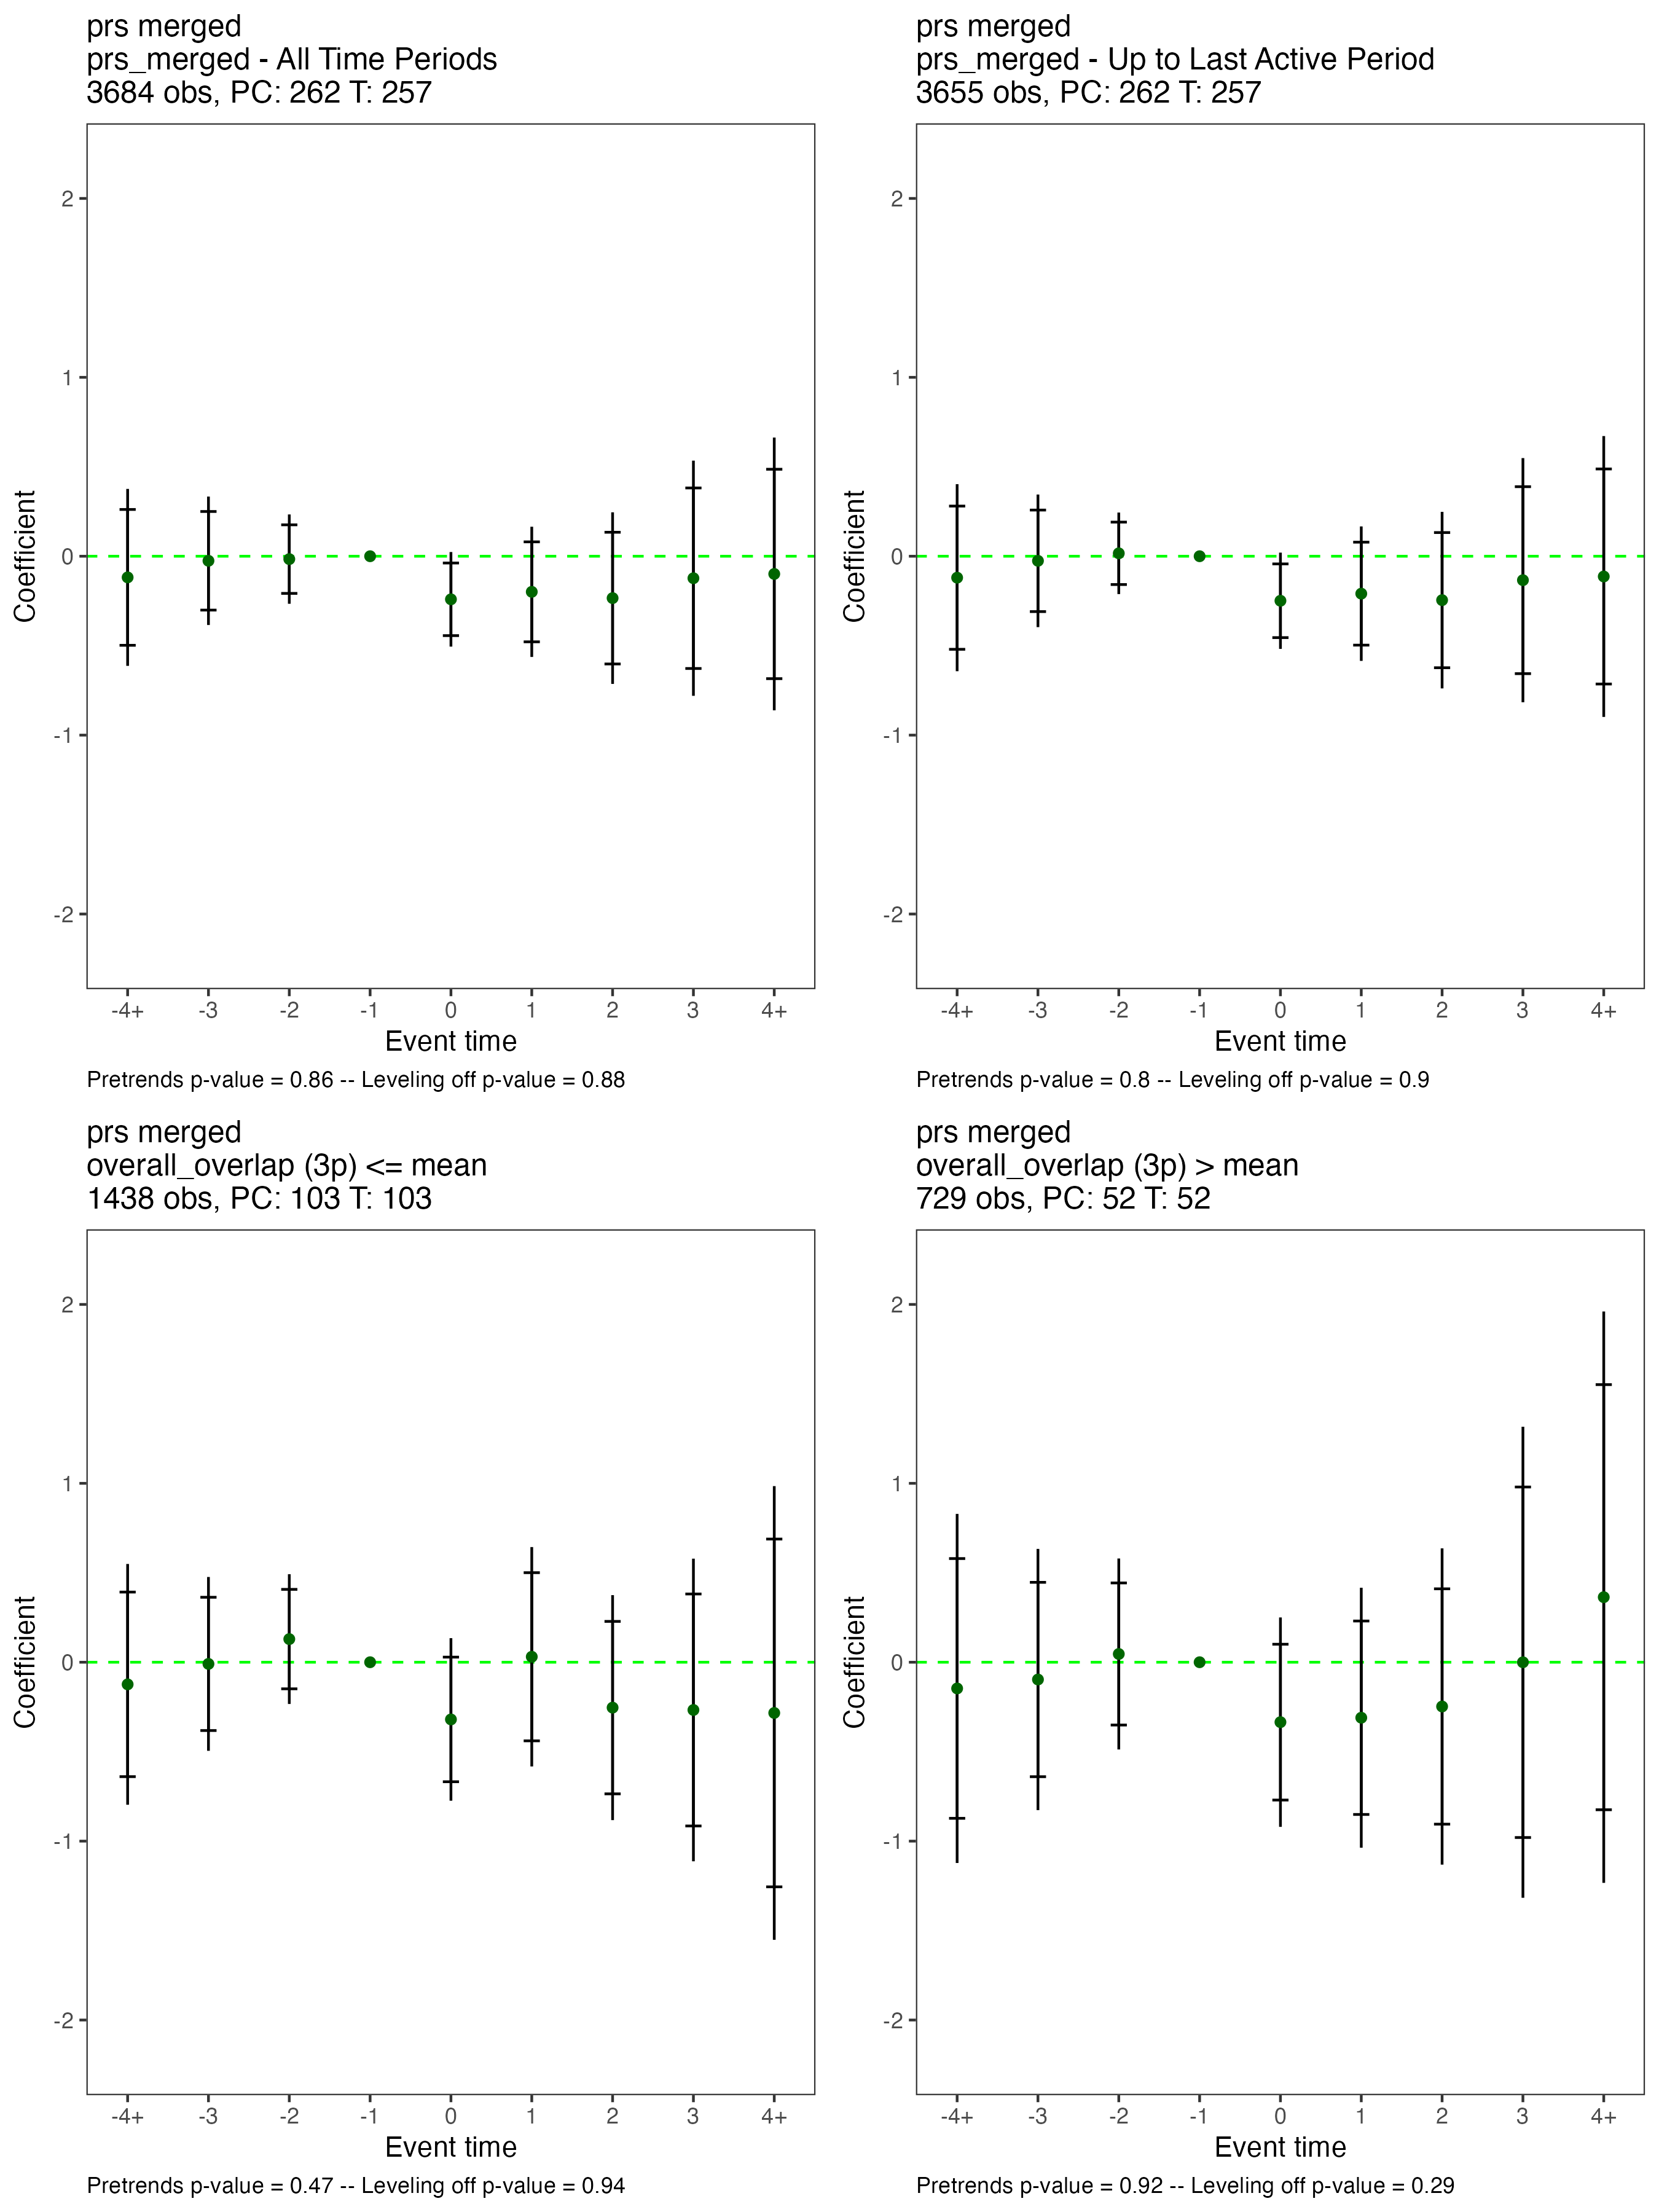 prs merged
prs_merged - All Time Periods
3684 obs, PC: 262 T: 257
Coefficient
2
1
0
-1
-2
-4+ -3 -2 -1 0 1 2 3 4+
Event time
Pretrends p-value = 0.86 -- Leveling off p-value = 0.88
prs merged
prs_merged - Up to Last Active Period
3655 obs, PC: 262 T: 257
Coefficient
2
1
0
-1
-2
-4+ -3 -2 -1 0 1 2 3 4+
Event time
Pretrends p-value = 0.8 -- Leveling off p-value = 0.9
prs merged
overall_overlap (3p) <= mean
1438 obs, PC: 103 T: 103
Coefficient
2
1
0
-1
-2
-4+ -3 -2 -1 0 1 2 3 4+
Event time
Pretrends p-value = 0.47 -- Leveling off p-value = 0.94
prs merged
overall_overlap (3p) > mean
729 obs, PC: 52 T: 52
Coefficient
2
1
0
-1
-2
-4+ -3 -2 -1 0 1 2 3 4+
Event time
Pretrends p-value = 0.92 -- Leveling off p-value = 0.29